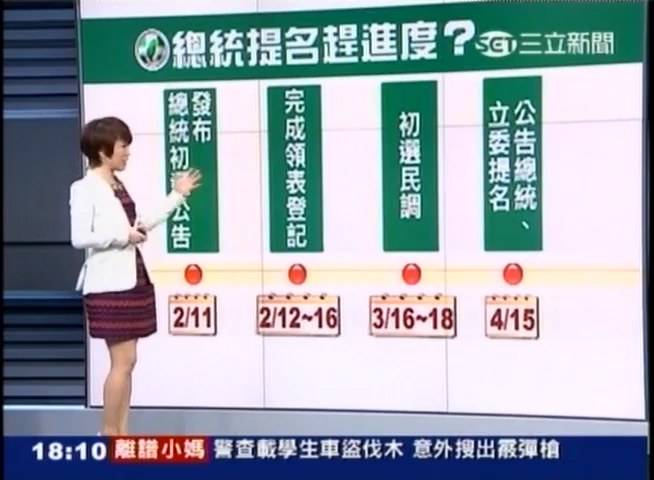 總統提名趕進度?
SET三立新聞
發布
總統初選公告
完成領表登記
初選民調
公告總統、
立委提名
2/11
2/12~16
3/16~18
4/15
18:10 離譜小媽 警查載學生車盜伐木 意外搜出霰彈槍